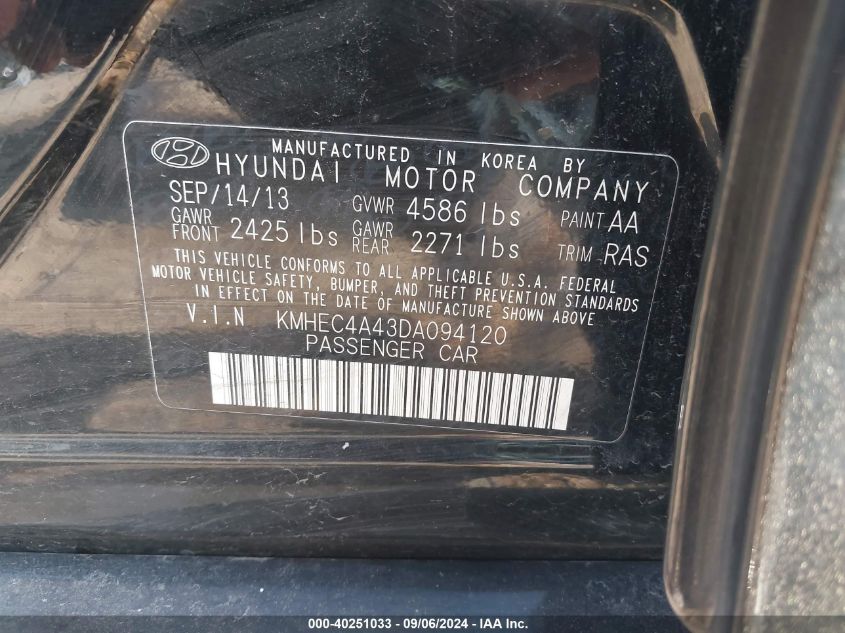 MANUFACTURED IN KOREA BY
HYUNDAI MOTOR COMPANY
SEP/14/13 GVWR 4586 lbs PAINT AA
GAWR FRONT 2425 lbs GAWR REAR 2271 lbs TRIM RAS
THIS VEHICLE CONFORMS TO ALL APPLICABLE U.S.A. FEDERAL
MOTOR VEHICLE SAFETY, BUMPER, AND THEFT PREVENTION STANDARDS
IN EFFECT ON THE DATE OF MANUFACTURE SHOWN ABOVE
V.I.N KMHEC4A43DA094120
PASSENGER CAR
000-40251033 - 09/06/2024 - IAA Inc.